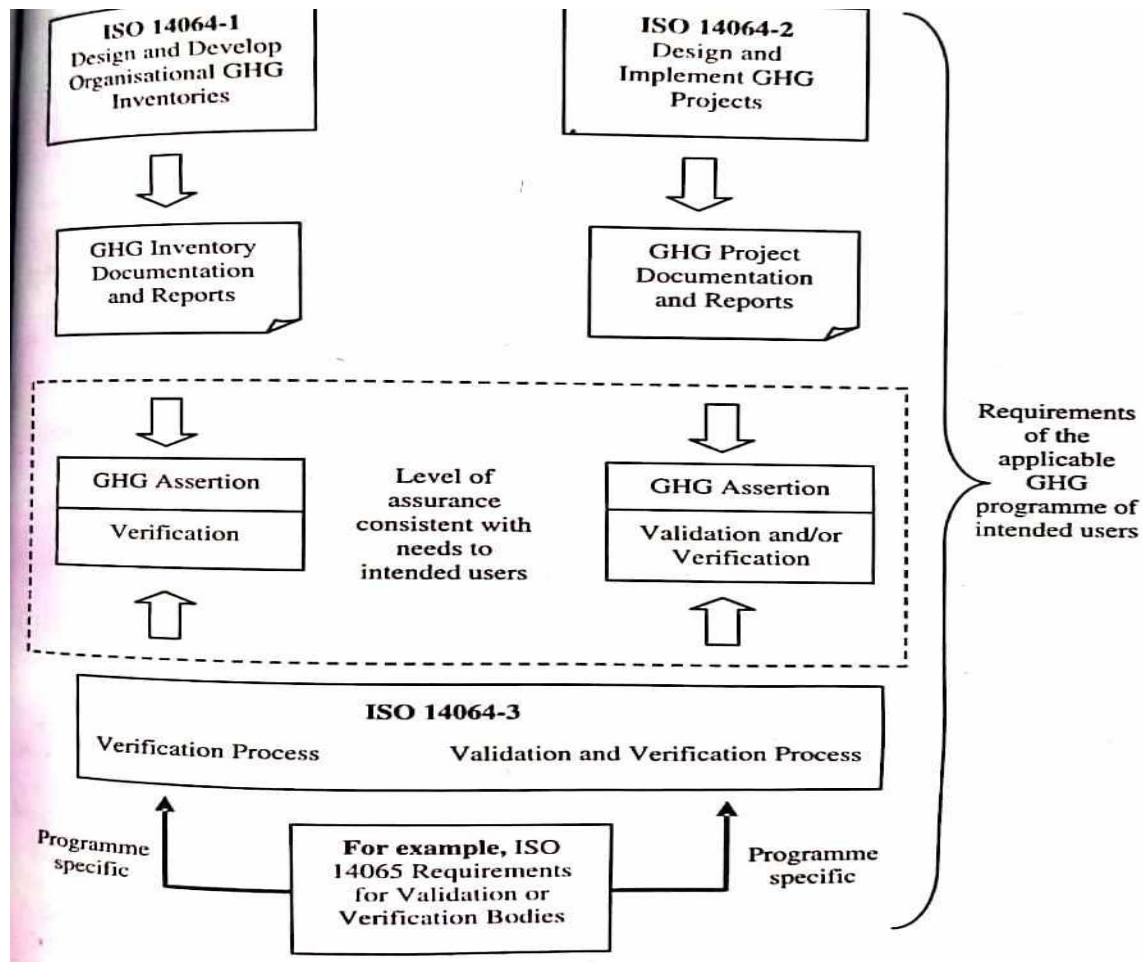 ISO 14064-1
Design and Develop
Organisational GHG
Inventories
ISO 14064-2
Design and
Implement GHG
Projects
GHG Inventory
Documentation
and Reports
GHG Project
Documentation
and Reports
GHG Assertion
Verification
Level of
assurance
consistent with
needs to
intended users
GHG Assertion
Validation and/or
Verification
Requirements
of the
applicable
GHG
programme of
intended users
ISO 14064-3
Verification Process
Validation and Verification Process
Programme
specific
For example, ISO
14065 Requirements
for Validation or
Verification Bodies
Programme
specific